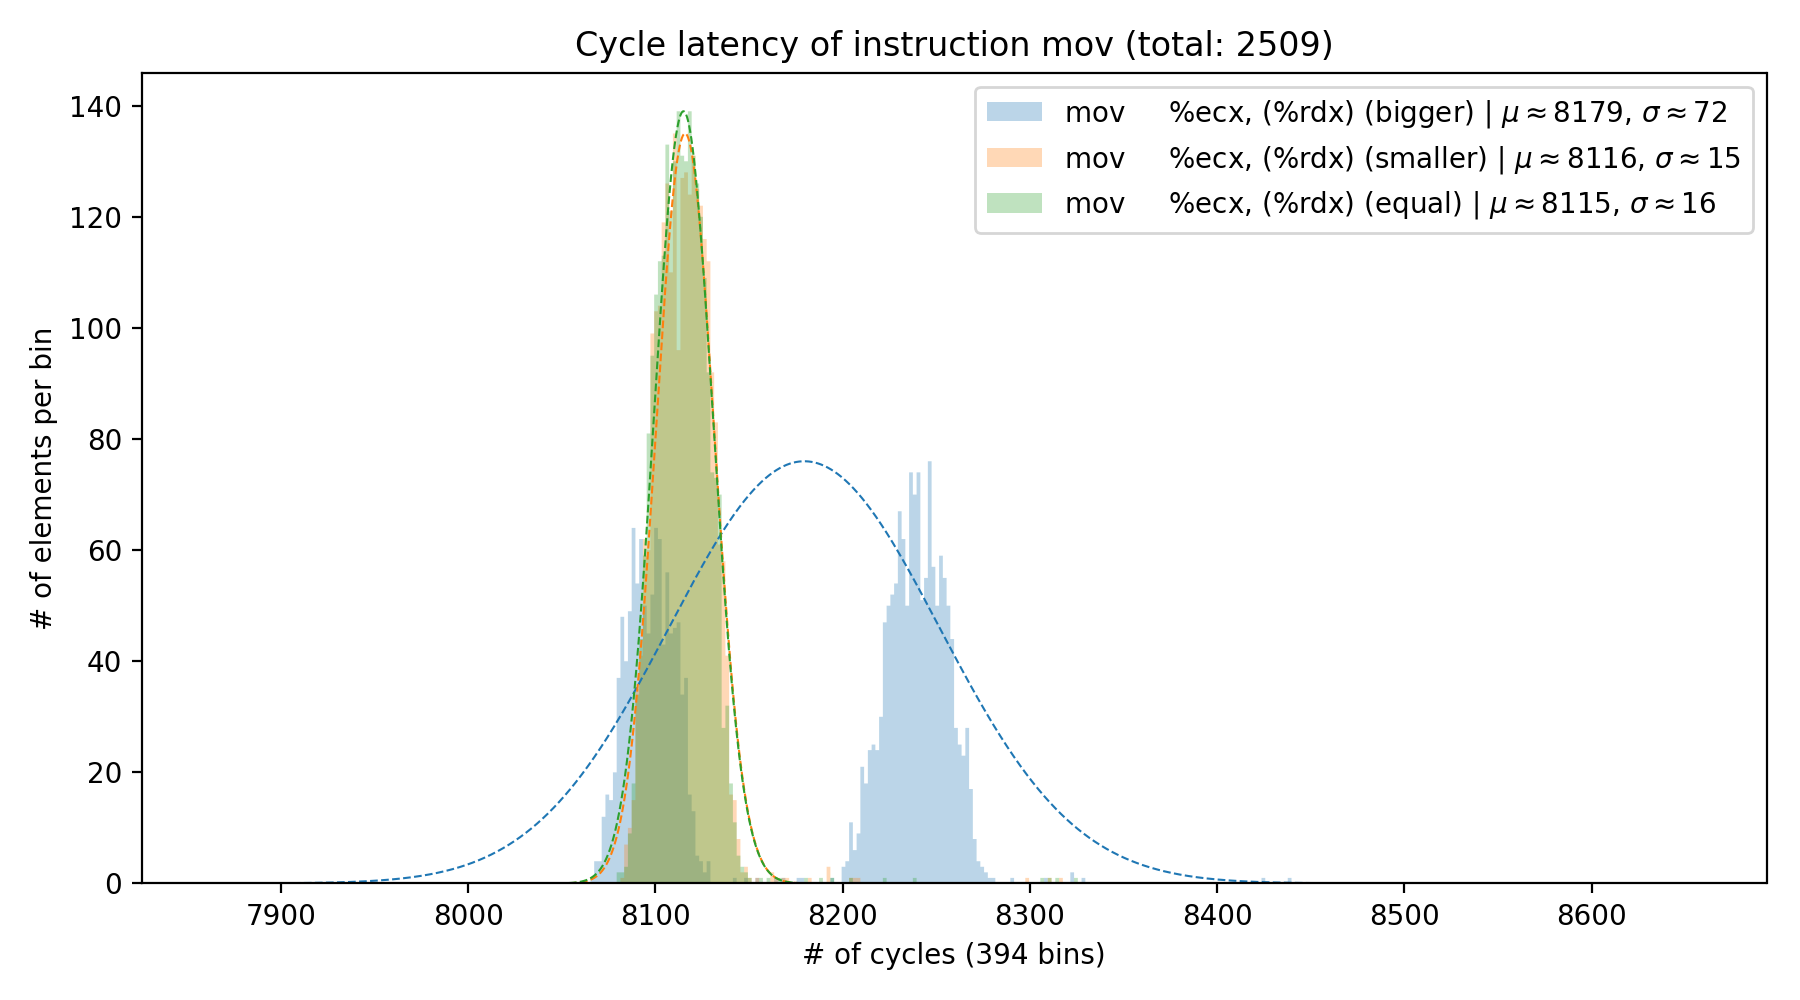 Cycle latency of instruction mov (total: 2509)
mov %ecx, (%rdx) (bigger) | μ≈8179, σ≈72
mov %ecx, (%rdx) (smaller) | μ≈8116, σ≈15
mov %ecx, (%rdx) (equal) | μ≈8115, σ≈16
# of elements per bin
140
120
100
80
60
40
20
0
7900 8000 8100 8200 8300 8400 8500 8600
# of cycles (394 bins)